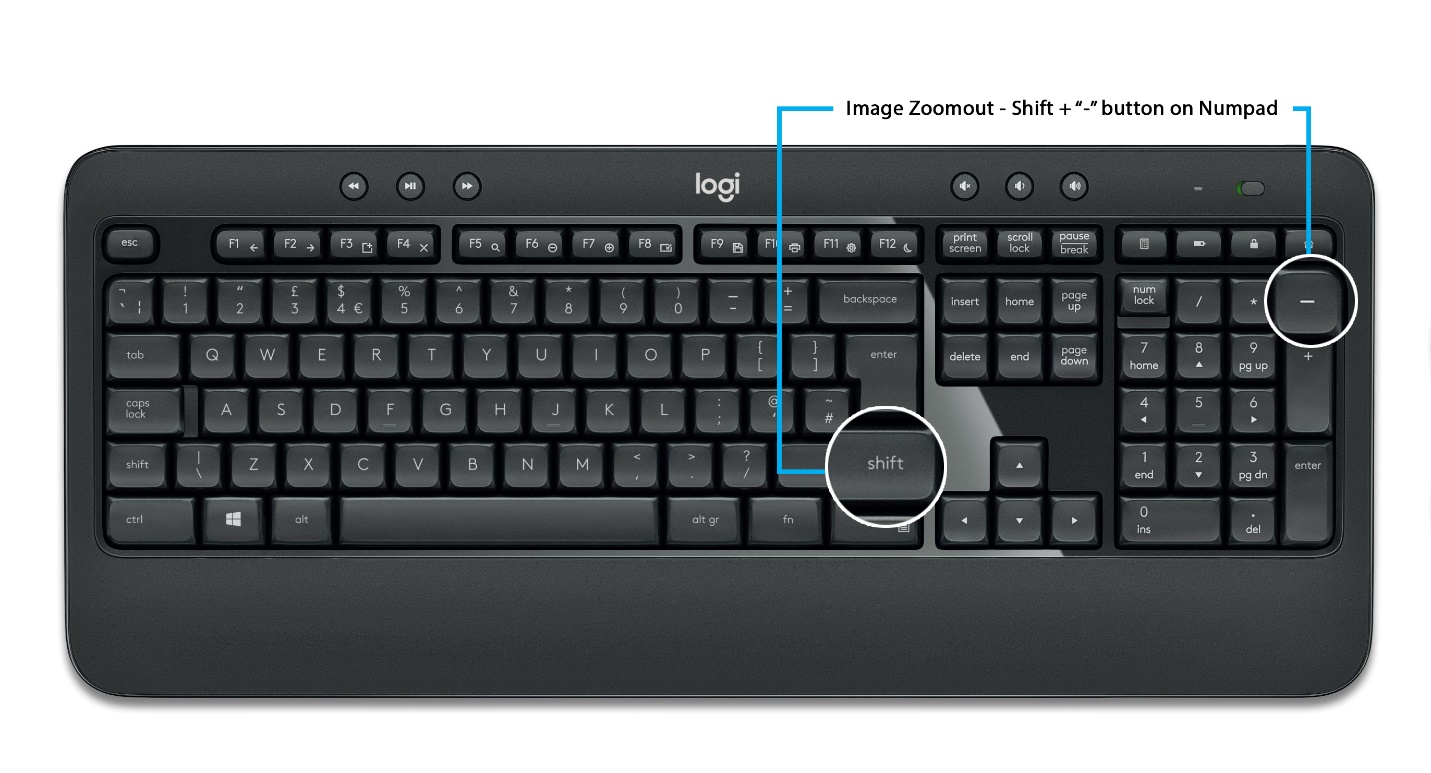 Image Zoomout - Shift + “-” button on Numpad
logi
esc F1 F2 F3 F4 F5 F6 F7 F8 F9 F11 F12 print screen scroll lock pause break
¬ ` ¦ ! 1 “ 2 £ 3 $ 4 € % 5 ^ 6 & 7 * 8 ( 9 ) 0 _ - + = backspace insert home page up num lock / * -
tab Q W E R T Y U I O P { [ } ] enter delete end page down 7 home 8 9 pg up +
caps lock A S D F G H J K L : ; @ ' ~ # 4 5 6
shift | \ Z X C V B N M < , > . ? / shift 1 end 2 3 pg dn enter
ctrl alt alt gr fn 0 ins . del